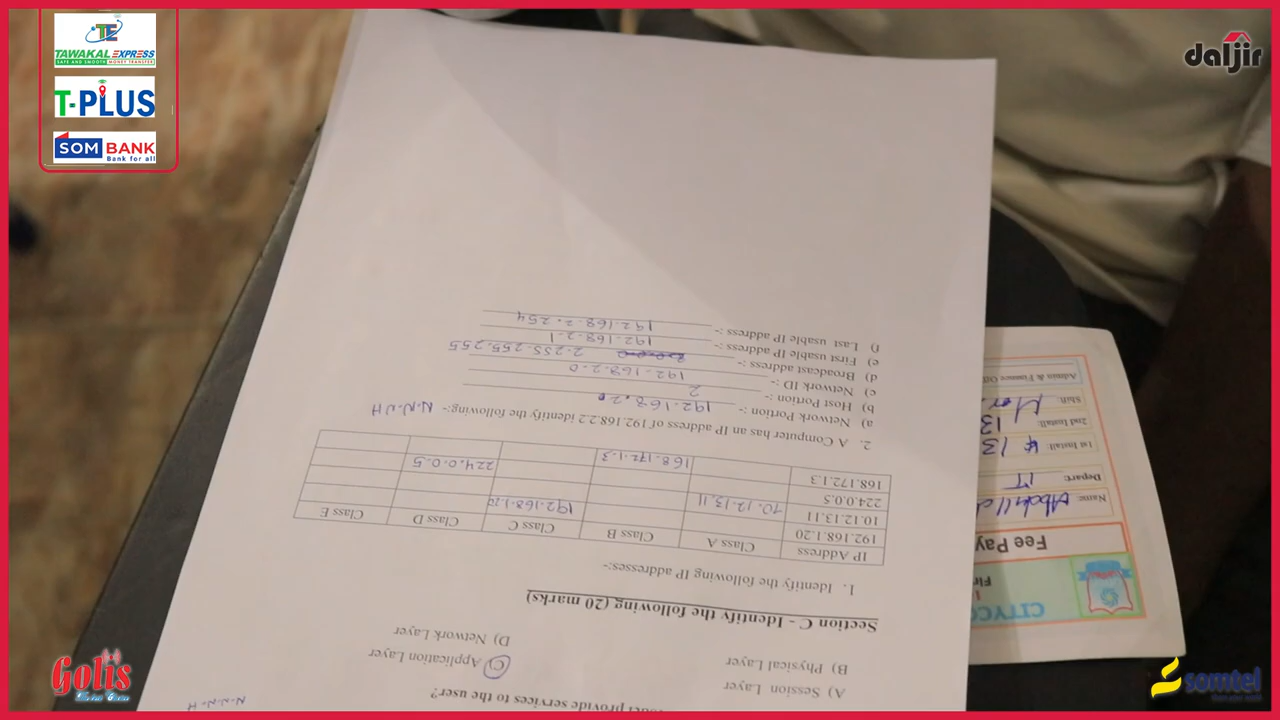 TE
TAWAKAL EXPRESS
SAFE AND SMOOTH MONEY TRANSFER
T-PLUS
SOM BANK
Bank for all
daljir
Golis
somtel
N.N.N.H
provide services to the user?
A) Session Layer
C) Application Layer
B) Physical Layer
D) Network Layer
Section C - Identify the following (20 marks)
1. Identify the following IP addresses:-
IP Address Class A Class B Class C Class D Class E
192.168.1.20 192.168.1.20
10.12.13.11 10.12.13.11
224.0.0.5 224.0.0.5
168.172.1.3 168.172.1.3
2. A Computer has an IP address of 192.168.2.2 identify the following:- N.N.N.H
a) Network Portion :- 192.168.2
b) Host Portion :- 2
c) Network ID :- 192.168.2.0
d) Broadcast address :- 2.255.255.255
e) First usable IP address :- 192.168.2.1
f) Last usable IP address :- 192.168.2.254
CITYCO
Fee Pay
Name:
Depart: IT
1st Install: 13
2nd Install: 13
Shift:
Admin & Finance Off